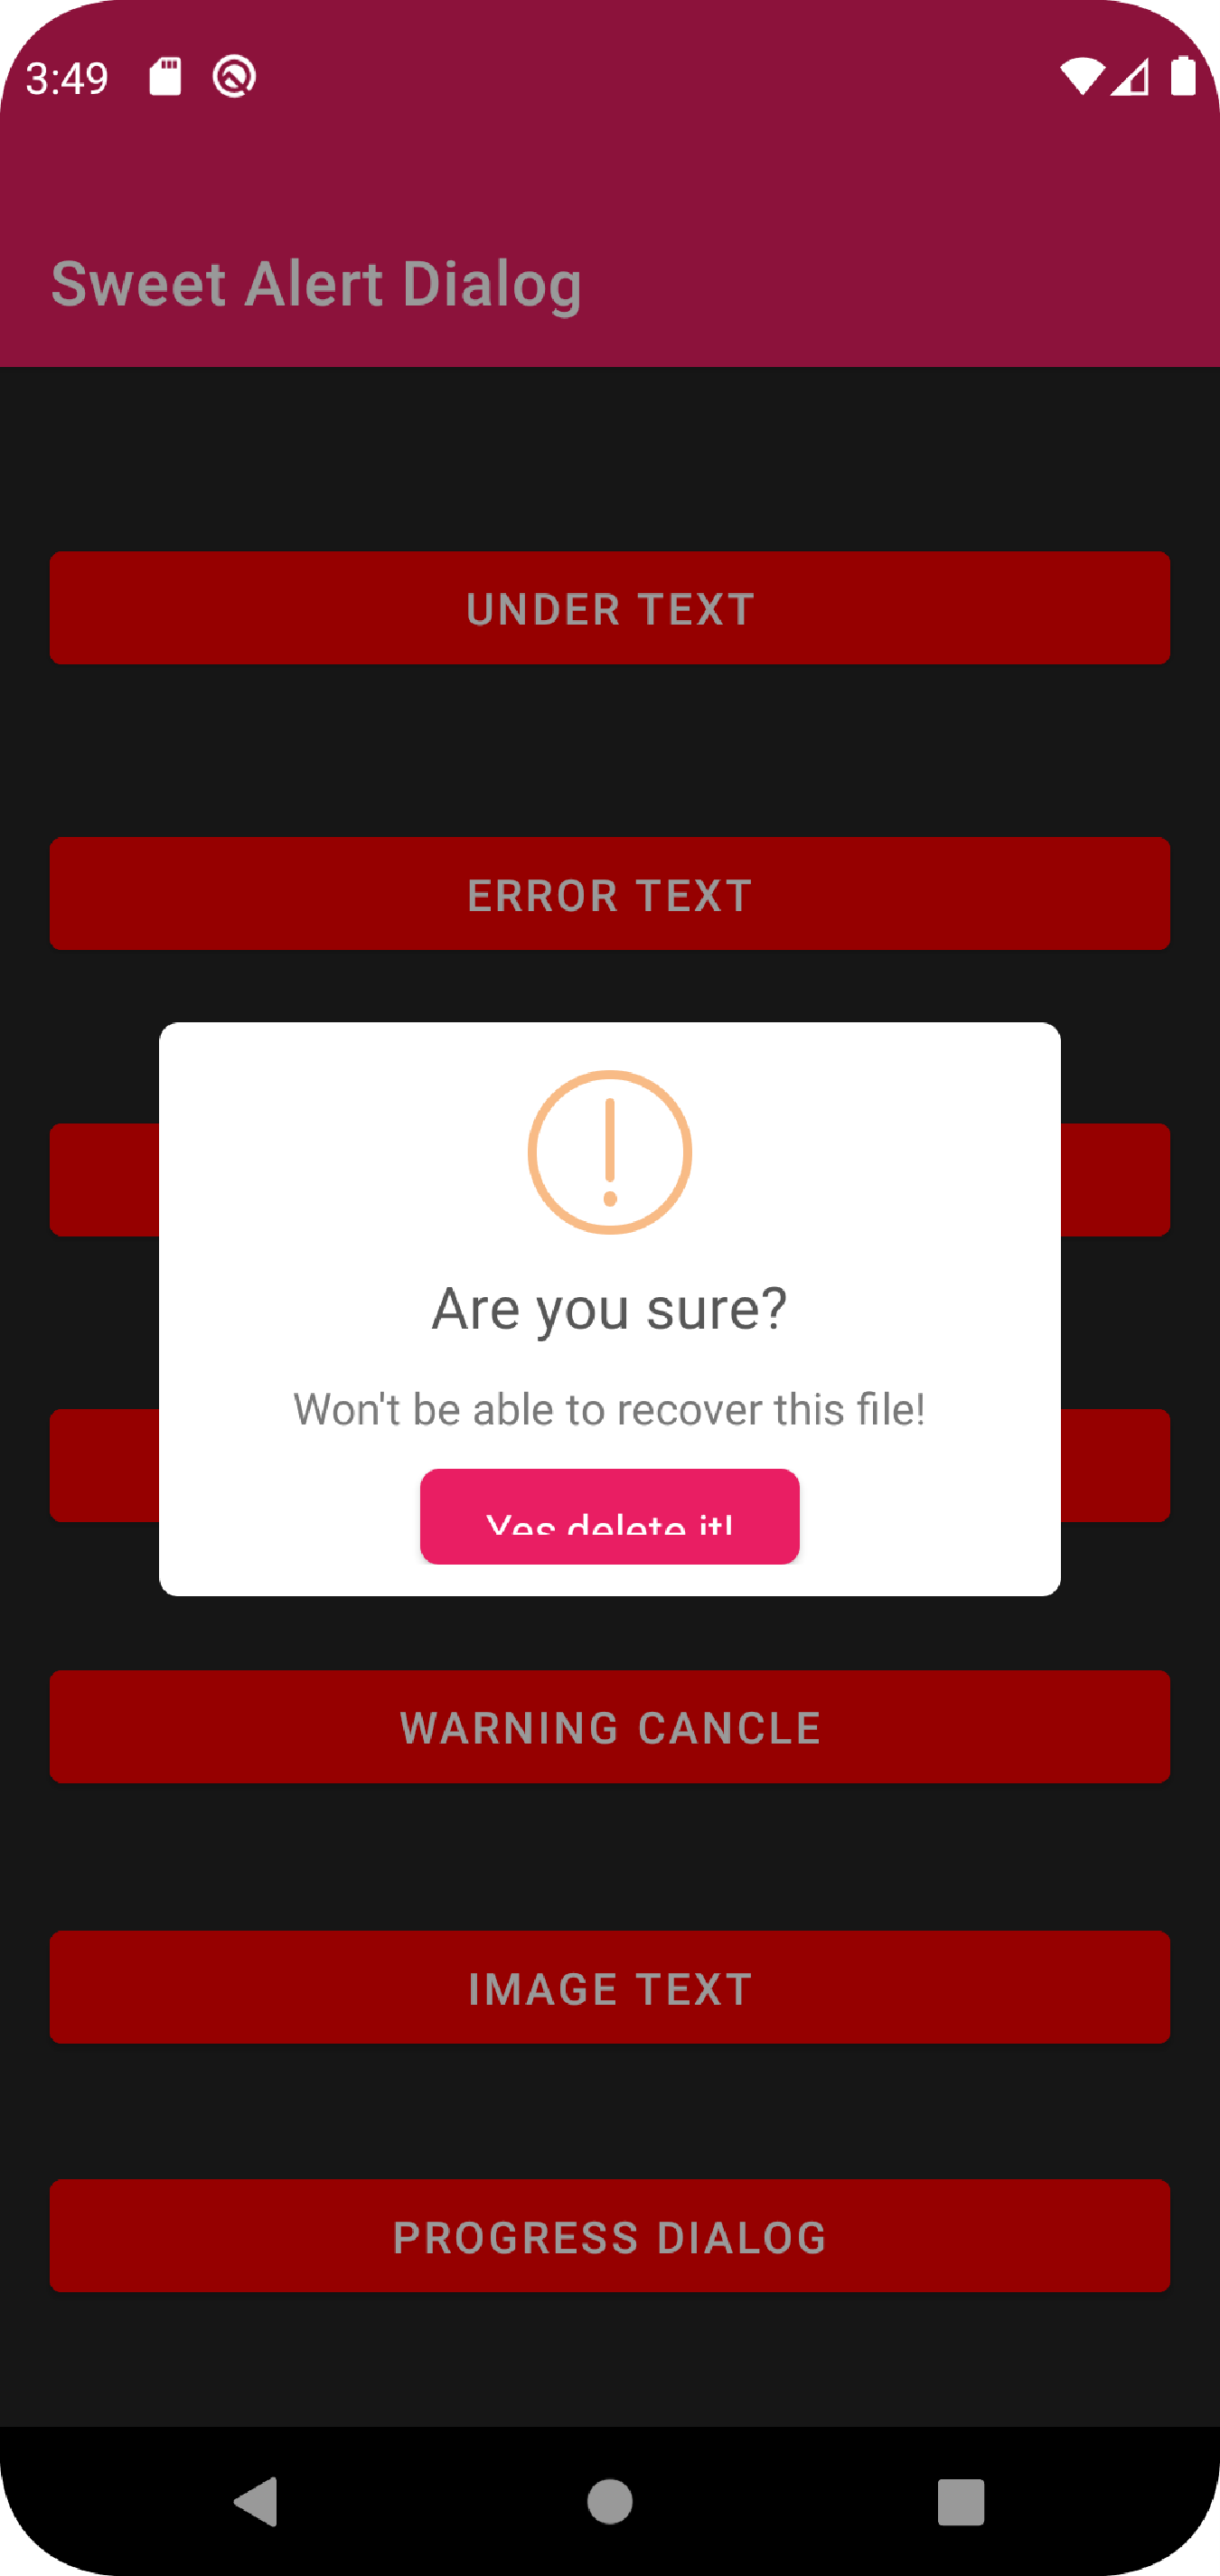 3:49
Sweet Alert Dialog
UNDER TEXT
ERROR TEXT
Are you sure?
Won't be able to recover this file!
Yes delete it!
WARNING CANCLE
IMAGE TEXT
PROGRESS DIALOG